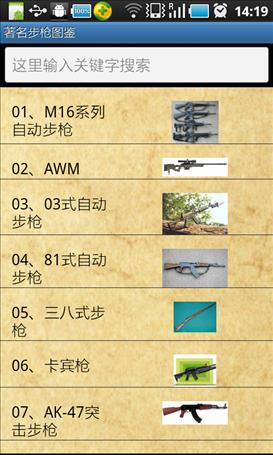 100%
14:19
著名步枪图鉴
这里输入关键字搜索
01、M16系列
自动步枪
02、AWM
03、03式自动
步枪
04、81式自动
步枪
05、三八式步
枪
06、卡宾枪
07、AK-47突
击步枪